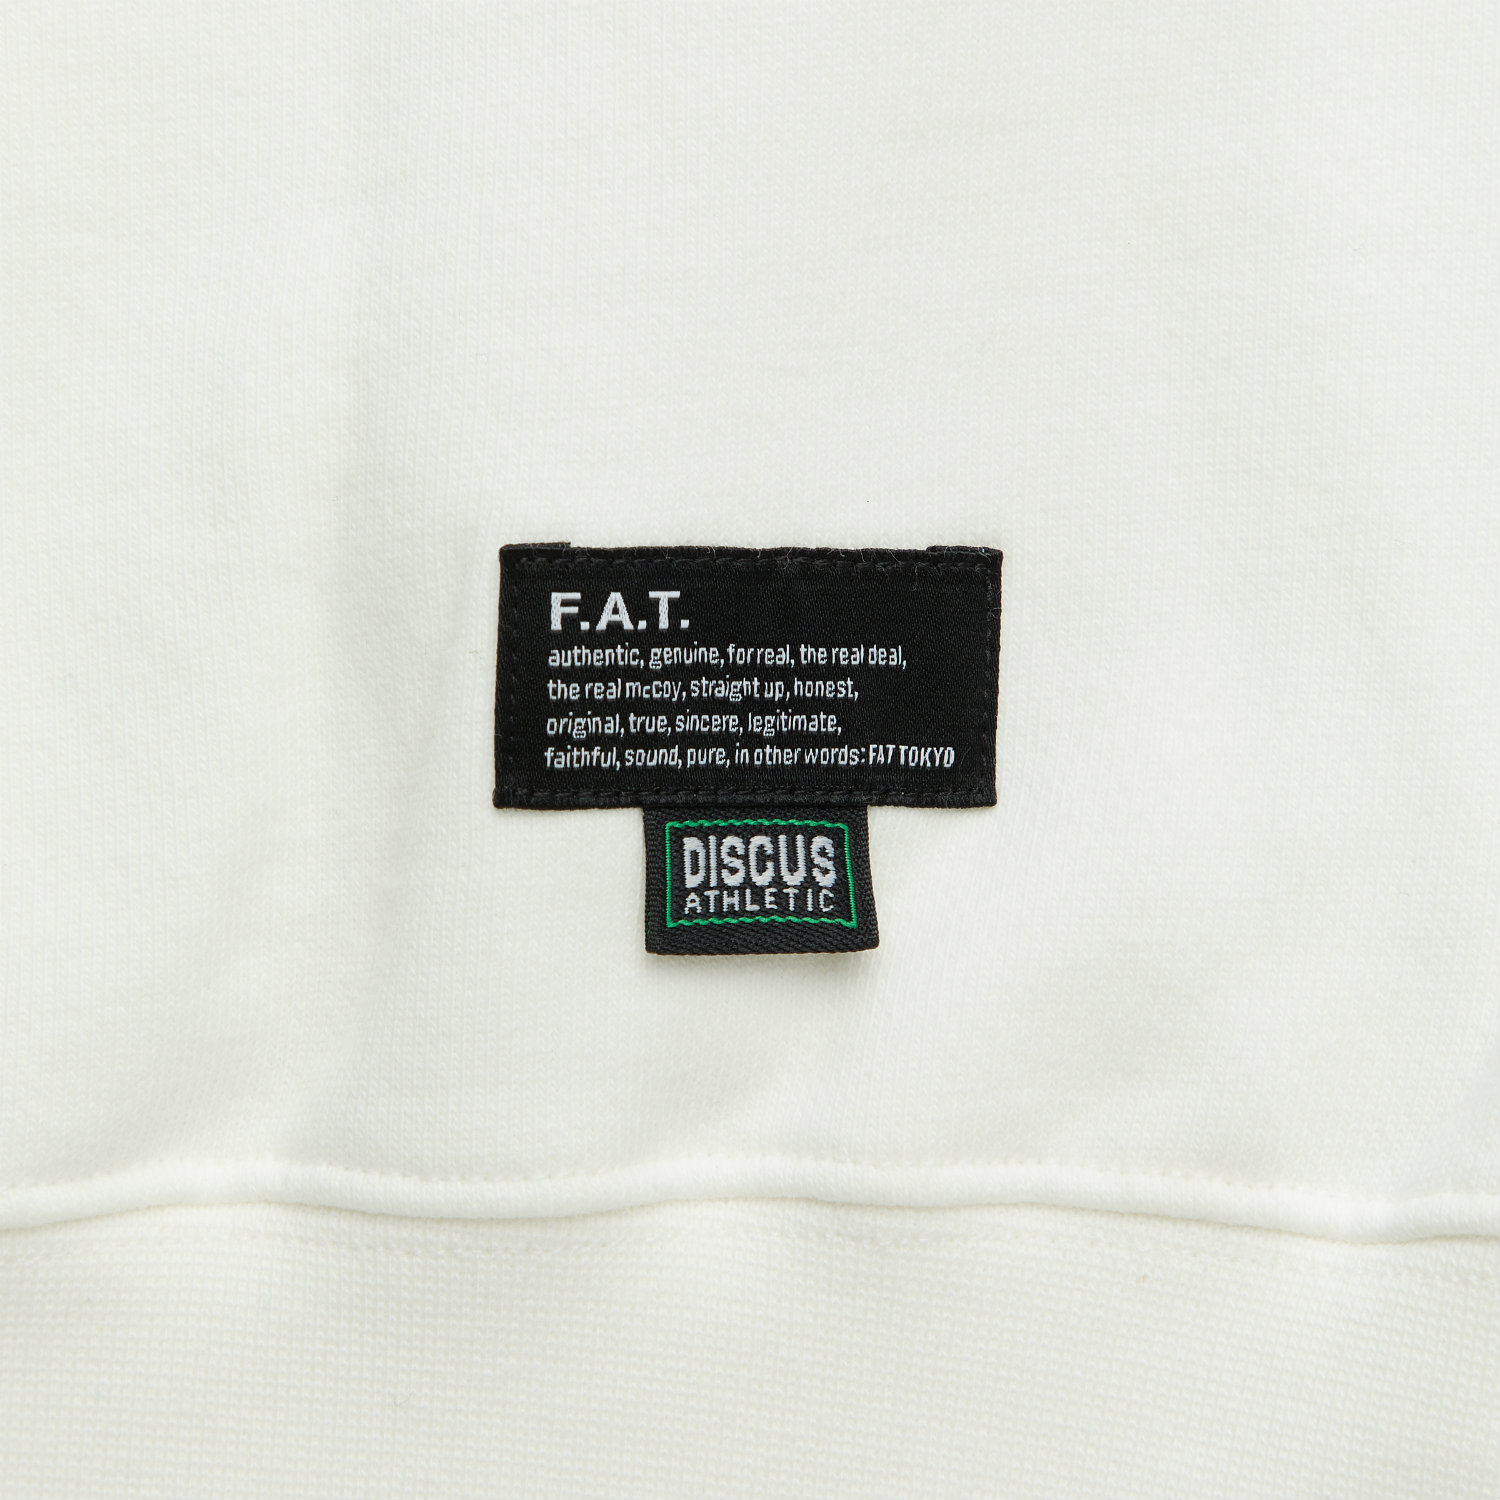 F.A.T.
authentic, genuine, for real, the real deal,
the real mccoy, straight up, honest,
original, true, sincere, legitimate,
faithful, sound, pure, in other words: FAT TOKYO
DISCUS
ATHLETIC